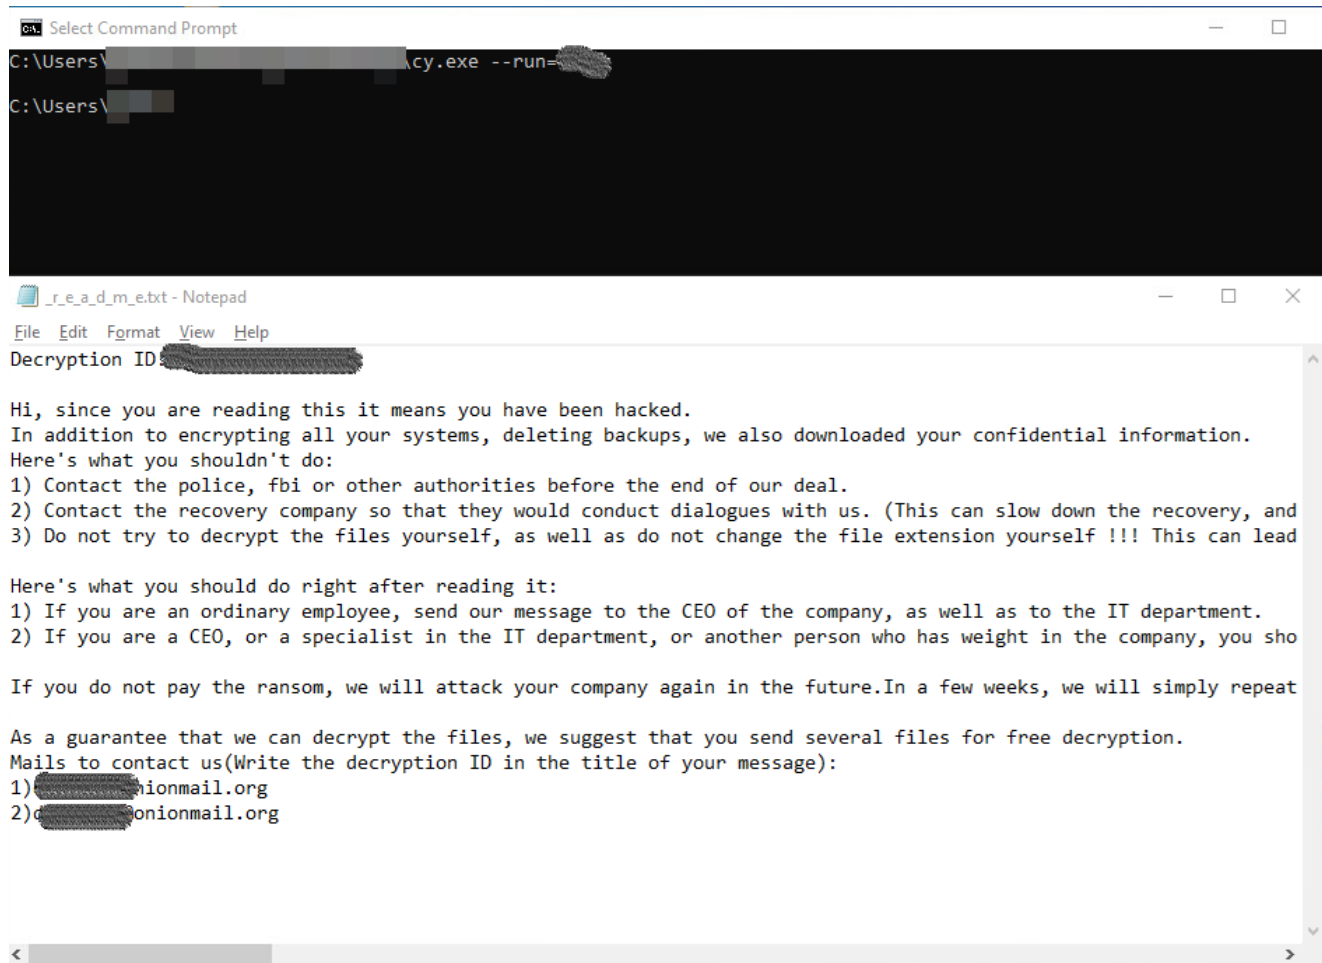 Select Command Prompt
C:\Users\ \cy.exe --run=
C:\Users\
_r_e_a_d_m_e.txt - Notepad
File Edit Format View Help
Decryption ID
Hi, since you are reading this it means you have been hacked.
In addition to encrypting all your systems, deleting backups, we also downloaded your confidential information.
Here's what you shouldn't do:
1) Contact the police, fbi or other authorities before the end of our deal.
2) Contact the recovery company so that they would conduct dialogues with us. (This can slow down the recovery, and
3) Do not try to decrypt the files yourself, as well as do not change the file extension yourself !!! This can lead
Here's what you should do right after reading it:
1) If you are an ordinary employee, send our message to the CEO of the company, as well as to the IT department.
2) If you are a CEO, or a specialist in the IT department, or another person who has weight in the company, you sho
If you do not pay the ransom, we will attack your company again in the future.In a few weeks, we will simply repeat
As a guarantee that we can decrypt the files, we suggest that you send several files for free decryption.
Mails to contact us(Write the decryption ID in the title of your message):
1) nionmail.org
2) onionmail.org